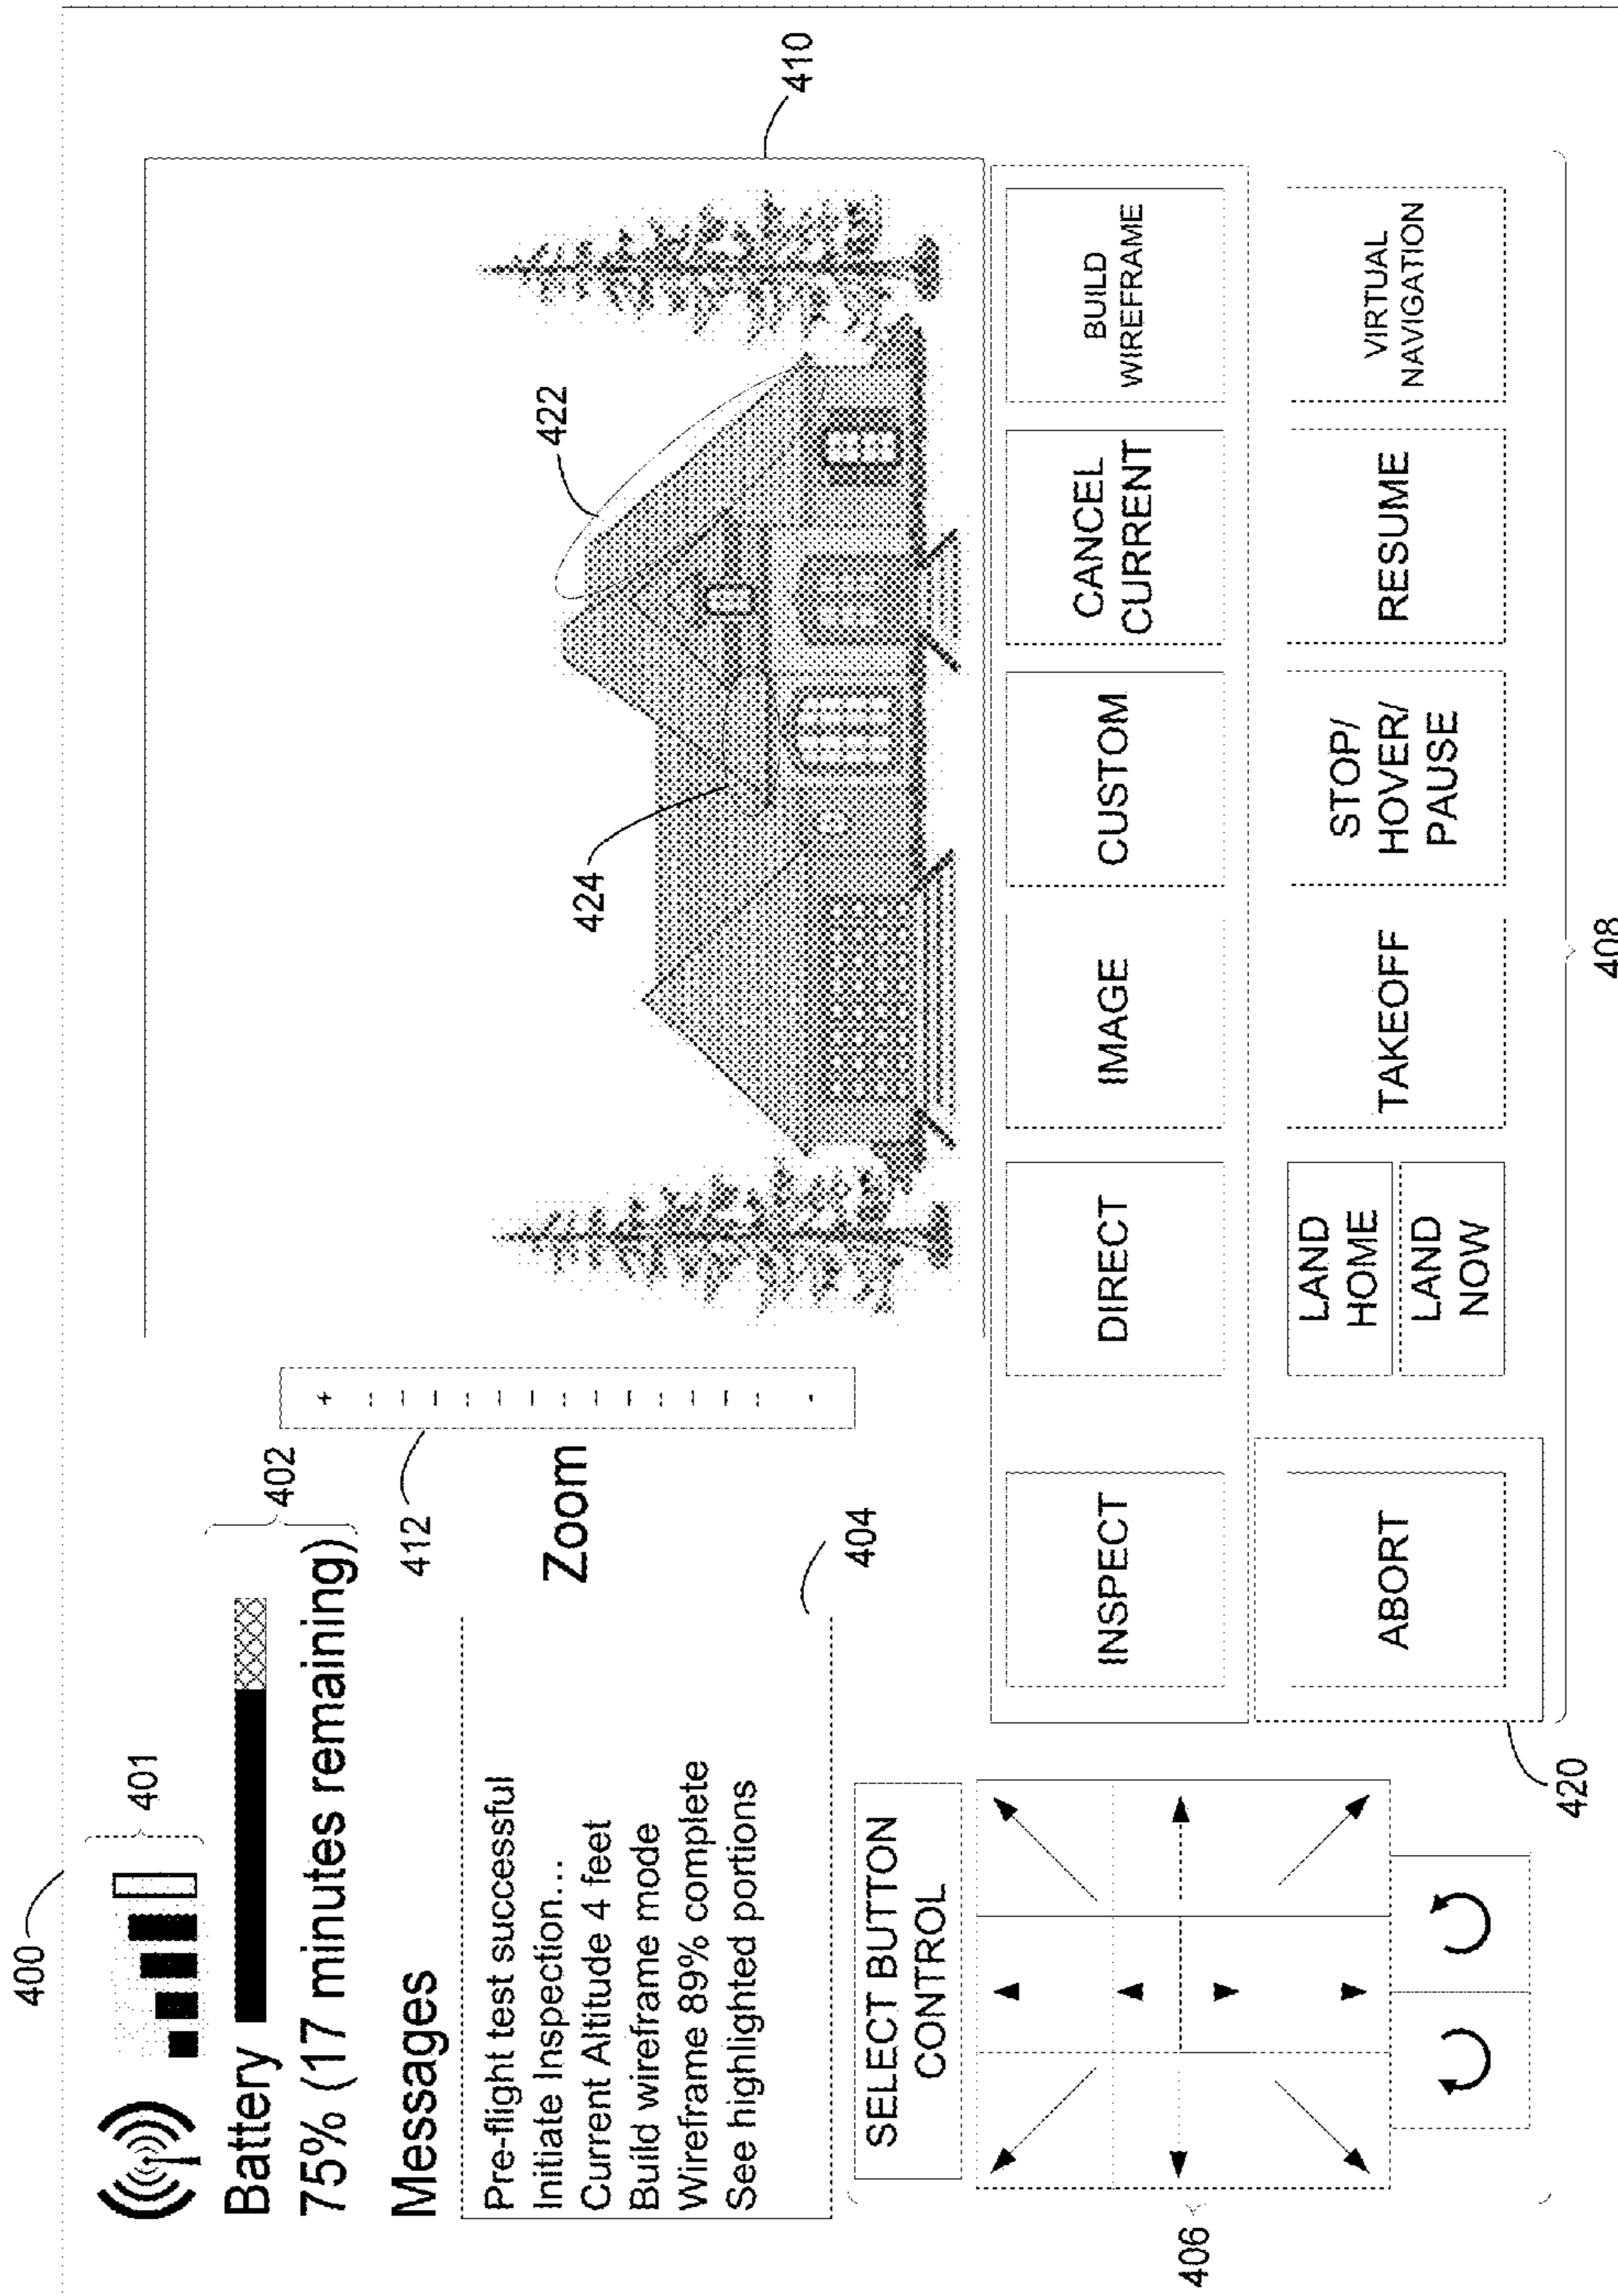 400
401
Battery
75% (17 minutes remaining)
402
Messages
Pre-flight test successful
Initiate Inspection...
Current Altitude 4 feet
Build wireframe mode
Wireframe 89% complete
See highlighted portions
404
412
+
-
Zoom
410
422
424
SELECT BUTTON
CONTROL
406
INSPECT
DIRECT
IMAGE
CUSTOM
CANCEL
CURRENT
BUILD
WIREFRAME
ABORT
LAND
HOME
LAND
NOW
TAKEOFF
STOP/
HOVER/
PAUSE
RESUME
VIRTUAL
NAVIGATION
420
408